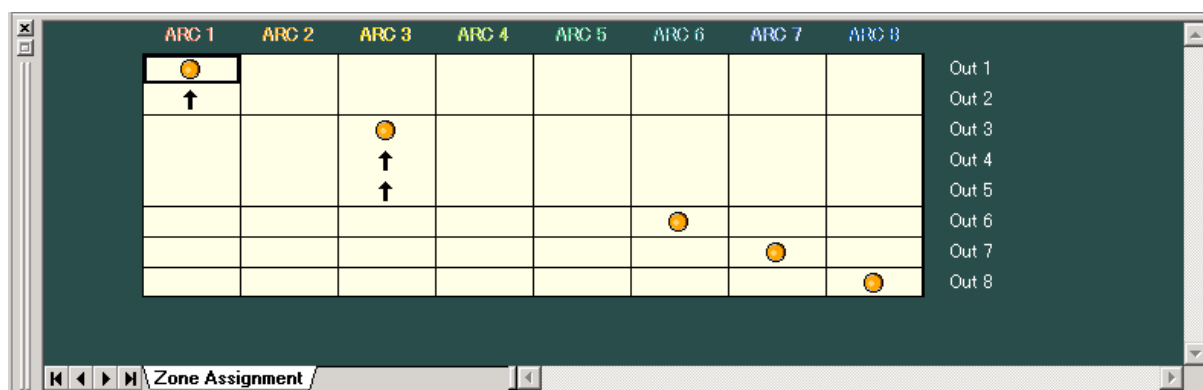 ARC 1 ARC 2 ARC 3 ARC 4 ARC 5 ARC 6 ARC 7 ARC 8
Out 1
Out 2
Out 3
Out 4
Out 5
Out 6
Out 7
Out 8
Zone Assignment